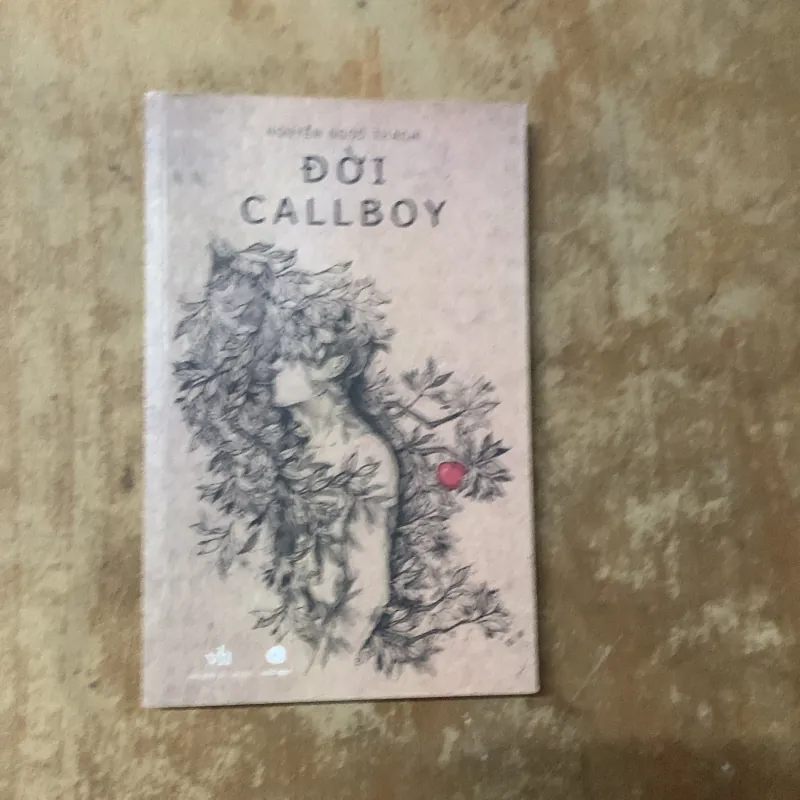 NGUYỄN NGỌC THẠCH
ĐỜI
CALLBOY